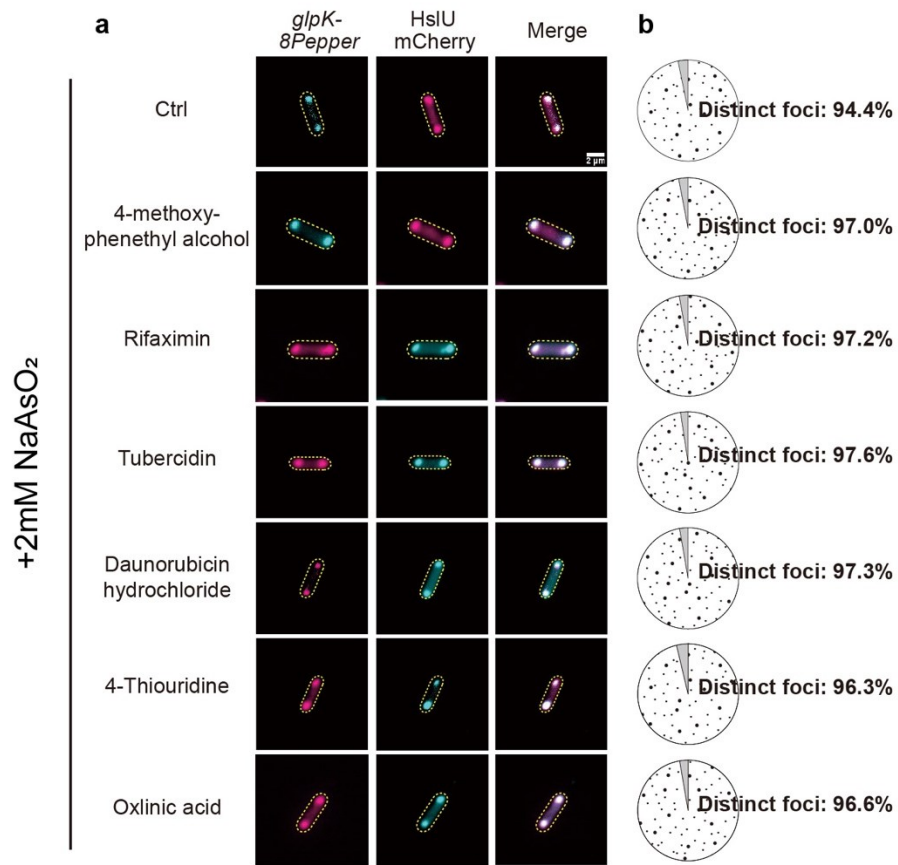 a
glpK-
8Pepper
HslU
mCherry
Merge
b
+2mM NaAsO₂
Ctrl
2 μm
Distinct foci: 94.4%
4-methoxy-
phenethyl alcohol
Distinct foci: 97.0%
Rifaximin
Distinct foci: 97.2%
Tubercidin
Distinct foci: 97.6%
Daunorubicin
hydrochloride
Distinct foci: 97.3%
4-Thiouridine
Distinct foci: 96.3%
Oxlinic acid
Distinct foci: 96.6%